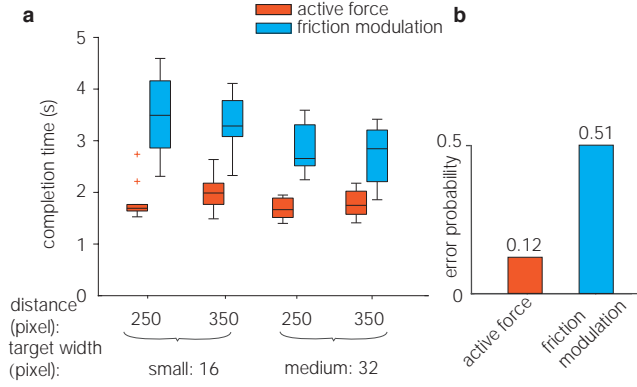 a
active force
friction modulation
b
completion time (s)
5
4
3
2
1
0
distance
(pixel):
250
350
250
350
target width
(pixel):
small: 16
medium: 32
error probability
0.5
0
0.12
0.51
active force
friction
modulation